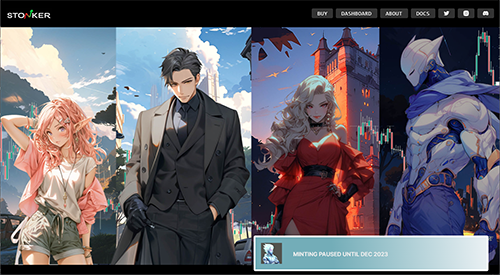 STONKER
BUY
DASHBOARD
ABOUT
DOCS
MINTING PAUSED UNTIL DEC 2023